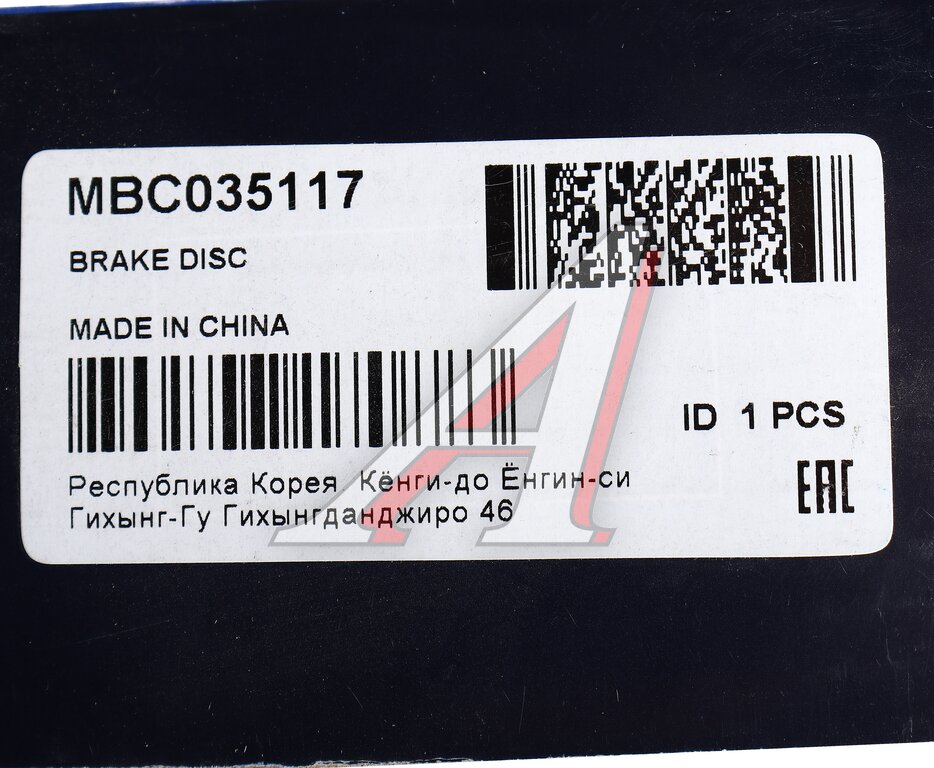 MBC035117
BRAKE DISC
MADE IN CHINA
ID 1 PCS
Республика Корея Кёнги-до Ёнгин-си
Гихынг-Гу Гихынгданджиро 46
EAC